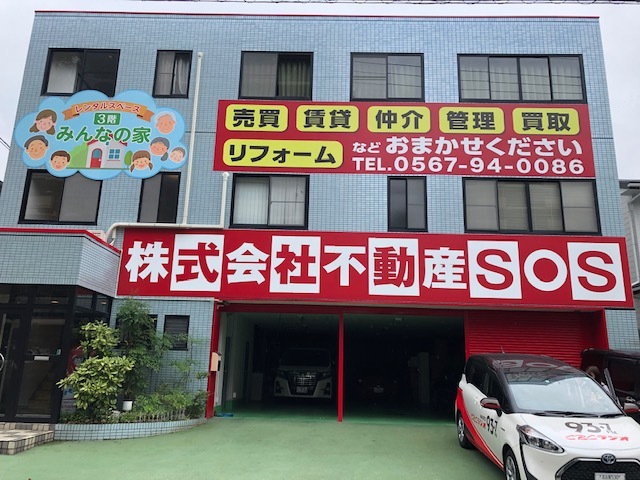 レンタルスペース
3階
みんなの家
売買 賃貸 仲介 管理 買取
リフォーム など おまかせください
TEL.0567-94-0086
株式会社不動産SOS
93.7